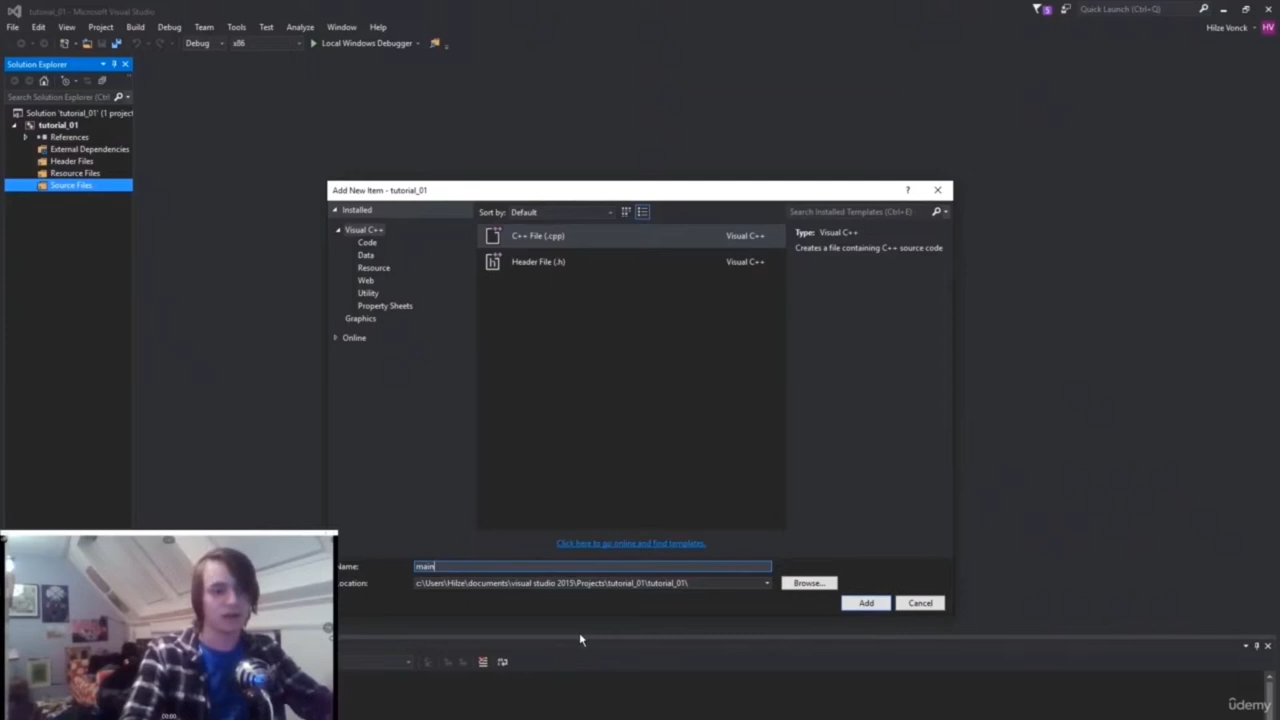 tutorial_01 - Microsoft Visual Studio
5
Quick Launch (Ctrl+Q)
File Edit View Project Build Debug Team Tools Test Analyze Window Help
Hilze Vonck
HV
Debug
x86
Local Windows Debugger
Solution Explorer
Search Solution Explorer (Ctrl
Solution 'tutorial_01' (1 project
tutorial_01
References
External Dependencies
Header Files
Resource Files
Source Files
Add New Item - tutorial_01
?
Installed
Sort by: Default
Search Installed Templates (Ctrl+E)
Visual C++
Code
Data
Resource
Web
Utility
Property Sheets
Graphics
Online
C++ File (.cpp) Visual C++
Header File (.h) Visual C++
Type: Visual C++
Creates a file containing C++ source code
Click here to go online and find templates.
Name: main
Location: c:\Users\Hilze\documents\visual studio 2015\Projects\tutorial_01\tutorial_01\
Browse...
Add
Cancel
00:00
udemy